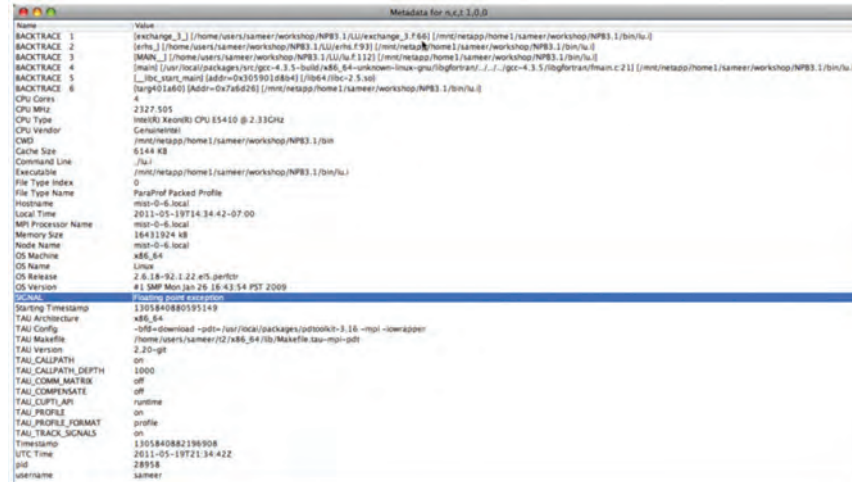 Metadata for n,c,t 1,0,0
Name Value
BACKTRACE 1 [exchange_3_] [/home/users/sameer/workshop/NPB3.1/LU/exchange_3.f:66] [/mnt/netapp/home1/sameer/workshop/NPB3.1/bin/lu.i]
BACKTRACE 2 [erhs_] [/home/users/sameer/workshop/NPB3.1/LU/erhs.f:93] [/mnt/netapp/home1/sameer/workshop/NPB3.1/bin/lu.i]
BACKTRACE 3 [MAIN__] [/home/users/sameer/workshop/NPB3.1/LU/lu.f:112] [/mnt/netapp/home1/sameer/workshop/NPB3.1/bin/lu.i]
BACKTRACE 4 [main] [/usr/local/packages/src/gcc-4.3.5-build/x86_64-unknown-linux-gnu/libgfortran/../../../gcc-4.3.5/libgfortran/fmain.c:21] [/mnt/netapp/home1/sameer/workshop/NPB3.1/bin/lu.
BACKTRACE 5 [__libc_start_main] [addr=0x305901d8b4] [/lib64/libc-2.5.so]
BACKTRACE 6 [targ401a60] [Addr=0x7a6d26] [/mnt/netapp/home1/sameer/workshop/NPB3.1/bin/lu.i]
CPU Cores 4
CPU MHz 2327.505
CPU Type Intel(R) Xeon(R) CPU E5410 @ 2.33GHz
CPU Vendor GenuineIntel
CWD /mnt/netapp/home1/sameer/workshop/NPB3.1/bin
Cache Size 6144 KB
Command Line ./lu.i
Executable /mnt/netapp/home1/sameer/workshop/NPB3.1/bin/lu.i
File Type Index 0
File Type Name ParaProf Packed Profile
Hostname mist-0-6.local
Local Time 2011-05-19T14:34:42-07:00
MPI Processor Name mist-0-6.local
Memory Size 16431924 kB
Node Name mist-0-6.local
OS Machine x86_64
OS Name Linux
OS Release 2.6.18-92.1.22.el5.perfctr
OS Version #1 SMP Mon Jan 26 16:43:54 PST 2009
SIGNAL Floating point exception
Starting Timestamp 1305840880595149
TAU Architecture x86_64
TAU Config -bfd=download -pdt=/usr/local/packages/pdtoolkit-3.16 -mpi -iowrapper
TAU Makefile /home/users/sameer/t2/x86_64/lib/Makefile.tau-mpi-pdt
TAU Version 2.20-git
TAU_CALLPATH on
TAU_CALLPATH_DEPTH 1000
TAU_COMM_MATRIX off
TAU_COMPENSATE off
TAU_CUPTI_API runtime
TAU_PROFILE on
TAU_PROFILE_FORMAT profile
TAU_TRACK_SIGNALS on
Timestamp 1305840882196908
UTC Time 2011-05-19T21:34:42Z
pid 28958
username sameer